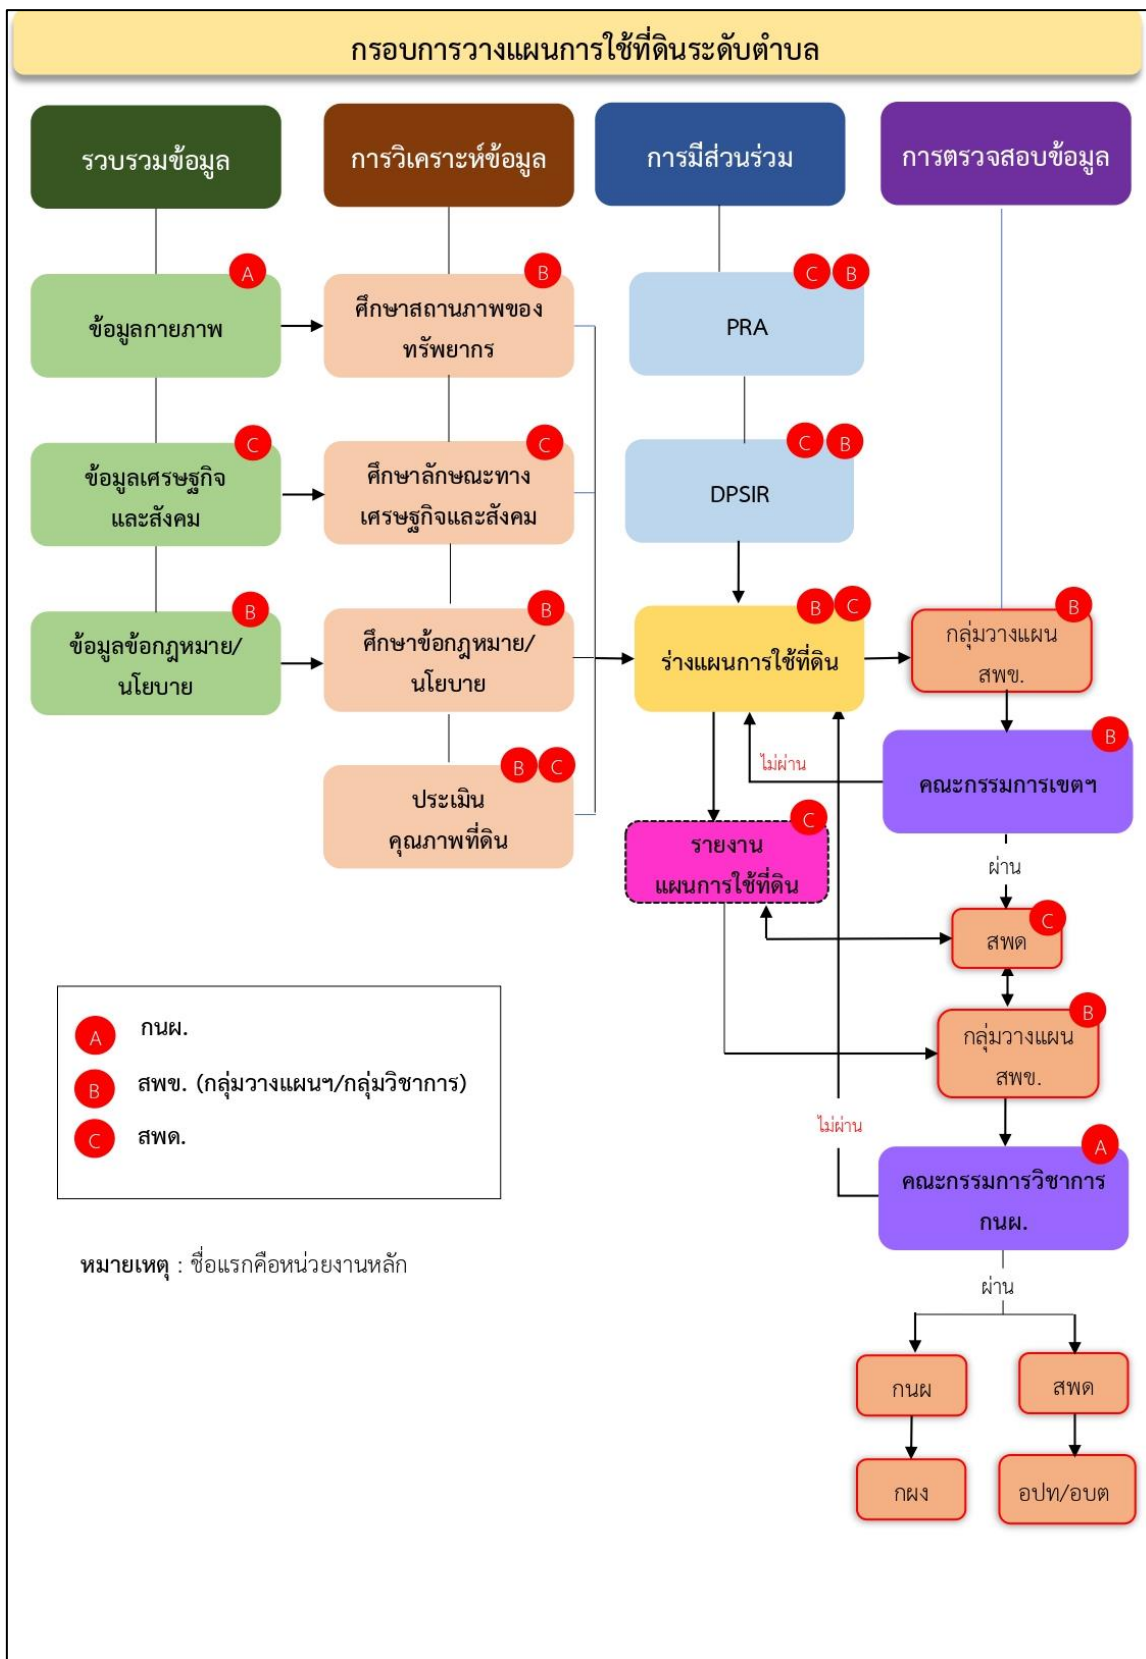 กรอบการวางแผนการใช้ที่ดินระดับตำบล
รวบรวมข้อมูล
การวิเคราะห์ข้อมูล
การมีส่วนร่วม
การตรวจสอบข้อมูล
A
ข้อมูลกายภาพ
B
ศึกษาสถานภาพของ
ทรัพยากร
C B
PRA
C
ข้อมูลเศรษฐกิจ
และสังคม
C
ศึกษาลักษณะทาง
เศรษฐกิจและสังคม
C B
DPSIR
B
ข้อมูลข้อกฎหมาย/
นโยบาย
B
ศึกษาข้อกฎหมาย/
นโยบาย
B C
ร่างแผนการใช้ที่ดิน
B
กลุ่มวางแผน
สพข.
B C
ประเมิน
คุณภาพที่ดิน
ไม่ผ่าน
B
คณะกรรมการเขตฯ
C
รายงาน
แผนการใช้ที่ดิน
ผ่าน
C
สพด
B
กลุ่มวางแผน
สพข.
A กนผ.
B สพข. (กลุ่มวางแผนฯ/กลุ่มวิชาการ)
C สพด.
ไม่ผ่าน
A
คณะกรรมการวิชาการ
กนผ.
หมายเหตุ : ชื่อแรกคือหน่วยงานหลัก
ผ่าน
กนผ
สพด
กผง
อปท/อบต